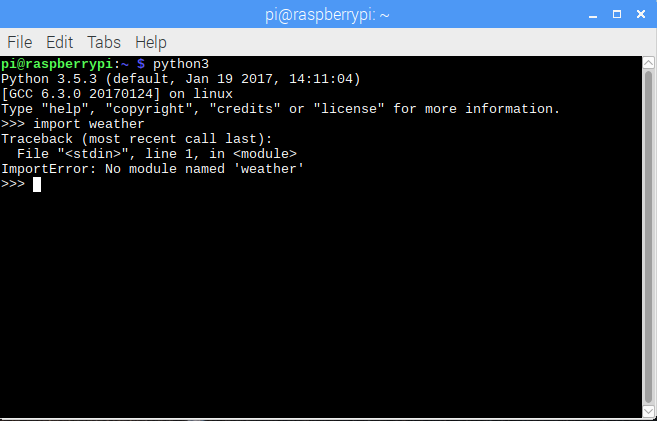 pi@raspberrypi: ~
File Edit Tabs Help
pi@raspberrypi:~ $ python3
Python 3.5.3 (default, Jan 19 2017, 14:11:04)
[GCC 6.3.0 20170124] on linux
Type "help", "copyright", "credits" or "license" for more information.
>>> import weather
Traceback (most recent call last):
  File "<stdin>", line 1, in <module>
ImportError: No module named 'weather'
>>>